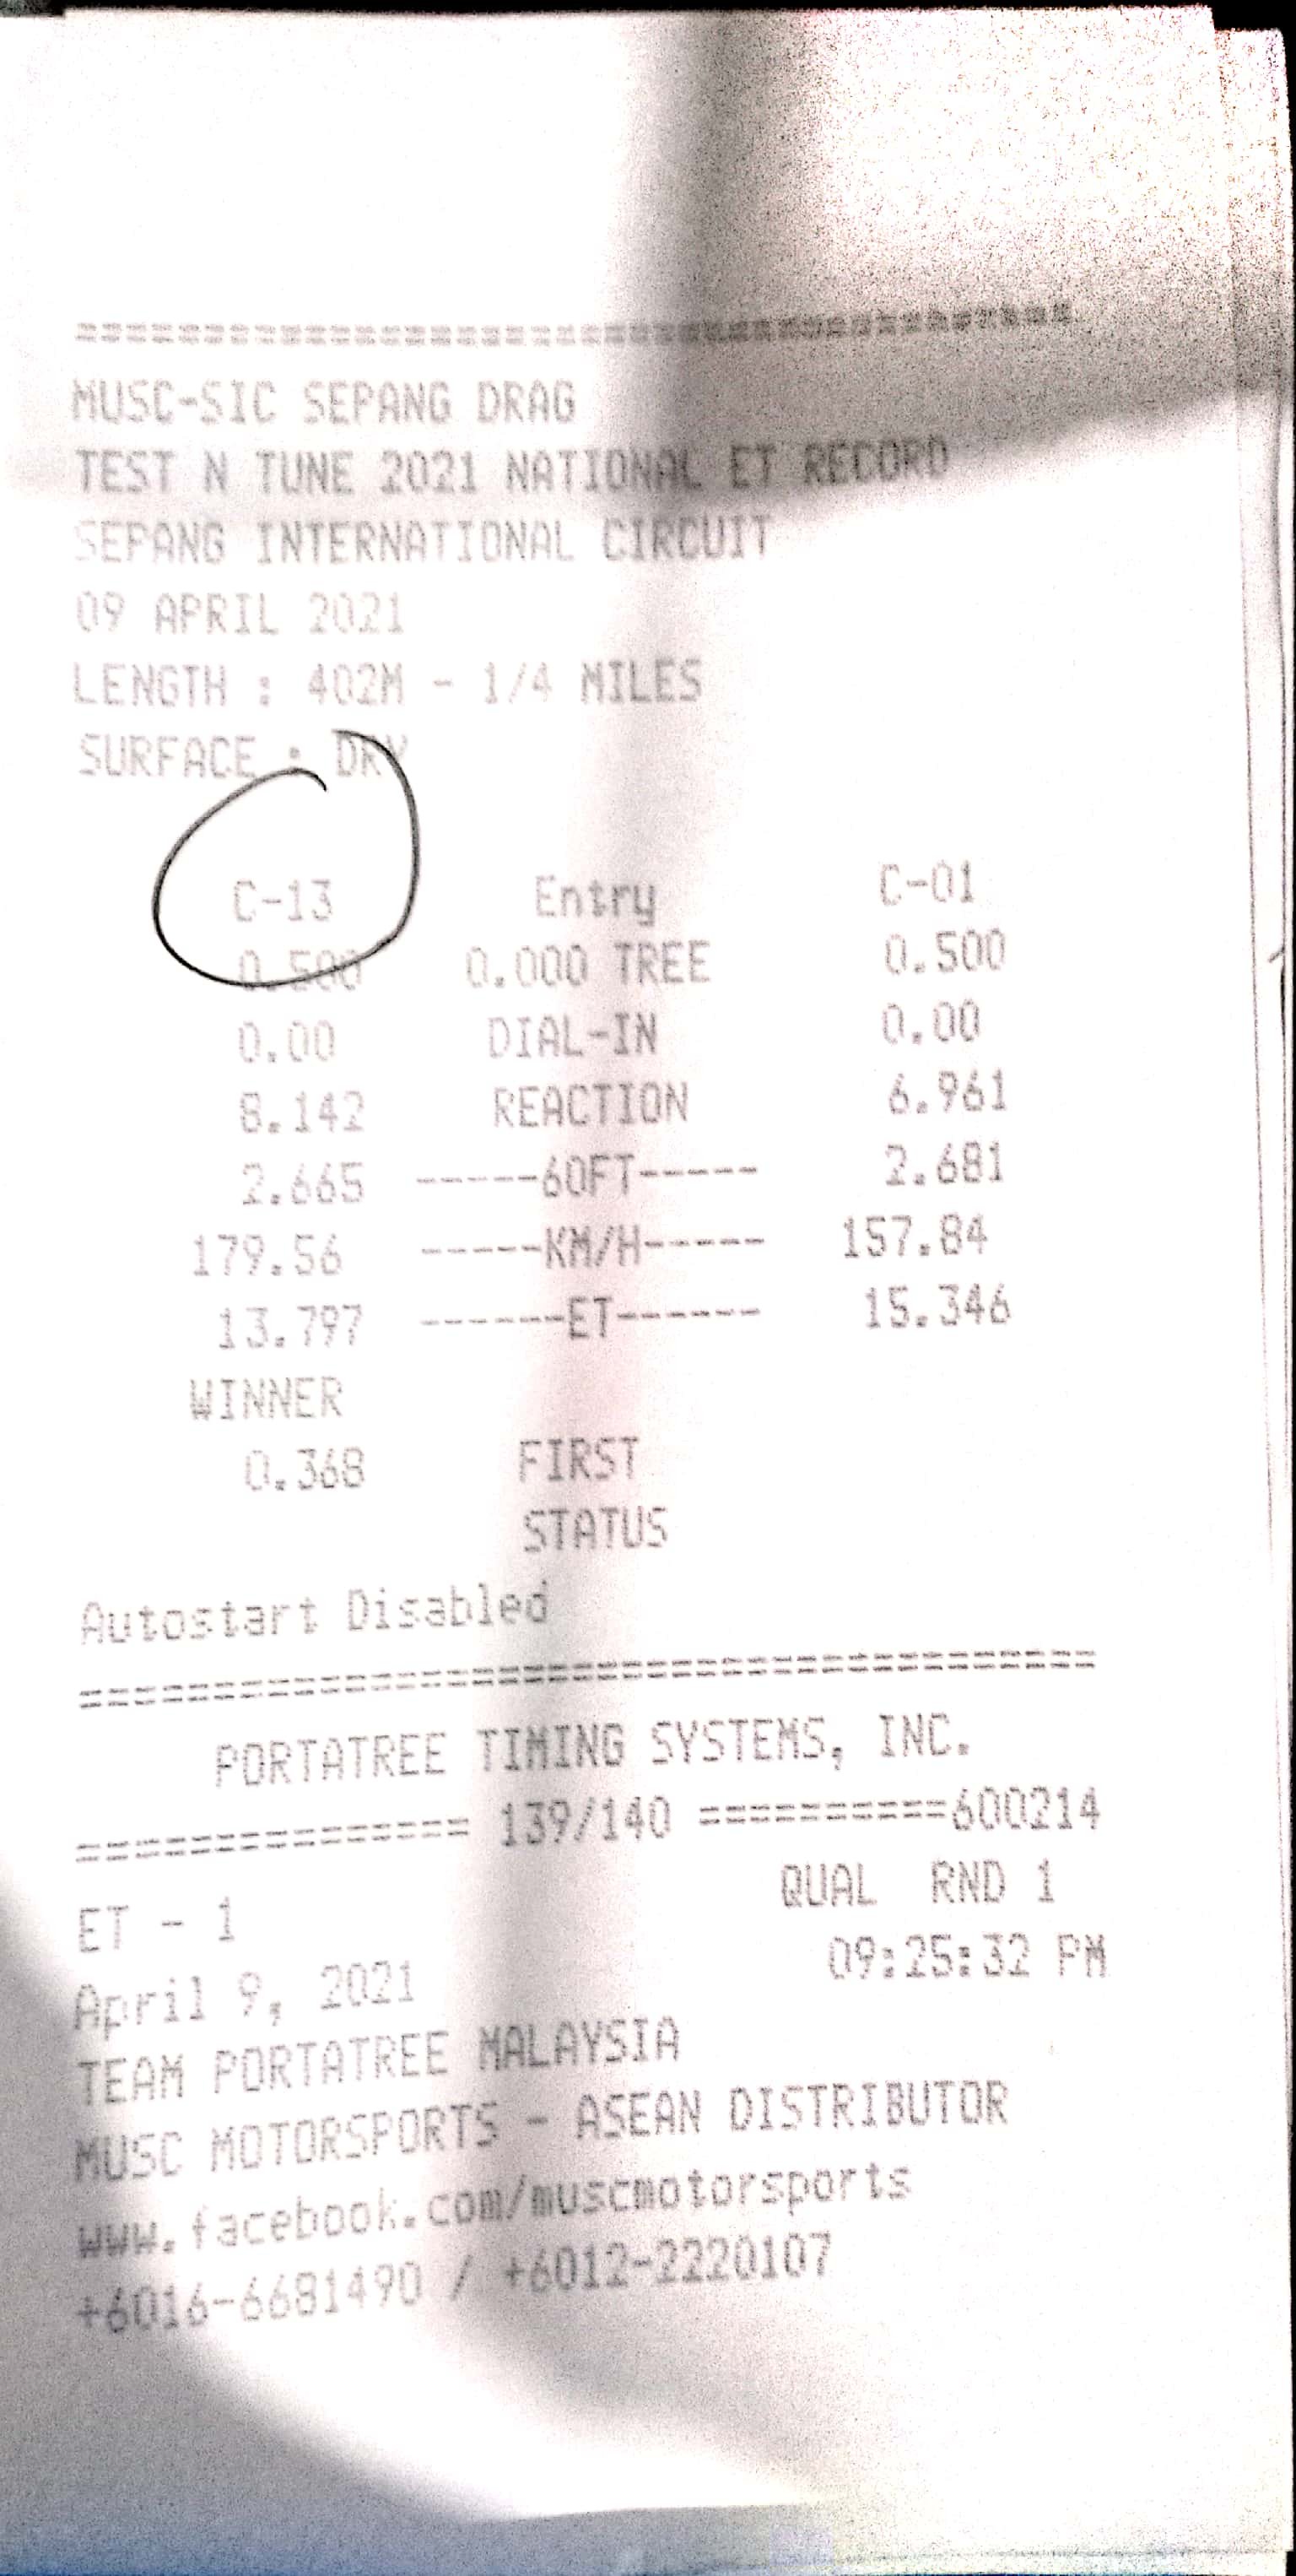 ==================================================
MUSC-SIC SEPANG DRAG
TEST N TUNE 2021 NATIONAL ET RECORD
SEPANG INTERNATIONAL CIRCUIT
09 APRIL 2021
LENGTH : 402M - 1/4 MILES
SURFACE : DRY
C-13 Entry C-01
0.500 0.000 TREE 0.500
0.00 DIAL-IN 0.00
8.142 REACTION 6.961
2.665 -----60FT----- 2.681
179.56 -----KM/H----- 157.84
13.797 ------ET------ 15.346
WINNER
0.368 FIRST
STATUS
Autostart Disabled
==================================================
PORTATREE TIMING SYSTEMS, INC.
============== 139/140 ==========600214
ET - 1 QUAL RND 1
April 9, 2021 09:25:32 PM
TEAM PORTATREE MALAYSIA
MUSC MOTORSPORTS - ASEAN DISTRIBUTOR
www.facebook.com/muscmotorsports
+6016-6681490 / +6012-2220107